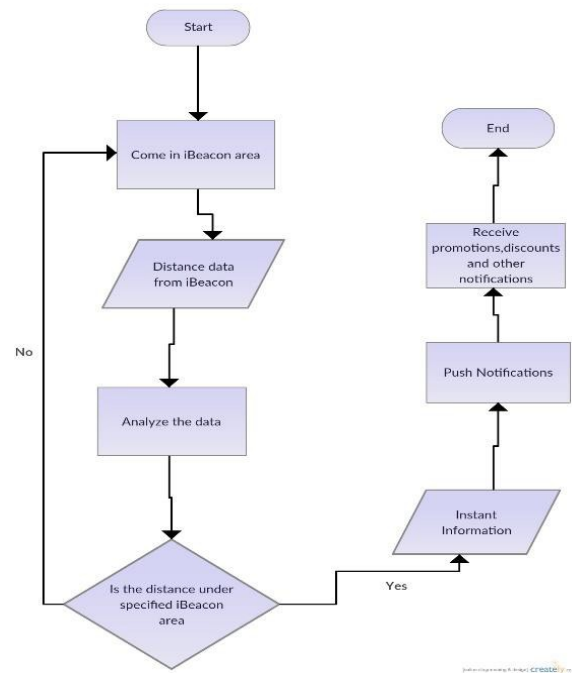 Start
Come in iBeacon area
Distance data
from iBeacon
Analyze the data
Is the distance under
specified iBeacon
area
No
Yes
Instant
Information
Push Notifications
Receive
promotions,discounts
and other
notifications
End
creately